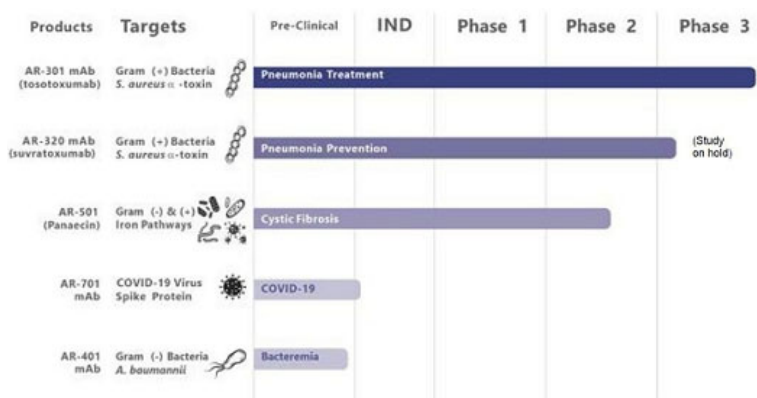 Products Targets Pre-Clinical IND Phase 1 Phase 2 Phase 3
AR-301 mAb
(tosotoxumab)
Gram (+) Bacteria
S. aureus α -toxin
Pneumonia Treatment
AR-320 mAb
(suvratoxumab)
Gram (+) Bacteria
S. aureus α-toxin
Pneumonia Prevention
(Study
on hold)
AR-501
(Panaecin)
Gram (-) & (+)
Iron Pathways
Cystic Fibrosis
AR-701
mAb
COVID-19 Virus
Spike Protein
COVID-19
AR-401
mAb
Gram (-) Bacteria
A. baumannii
Bacteremia